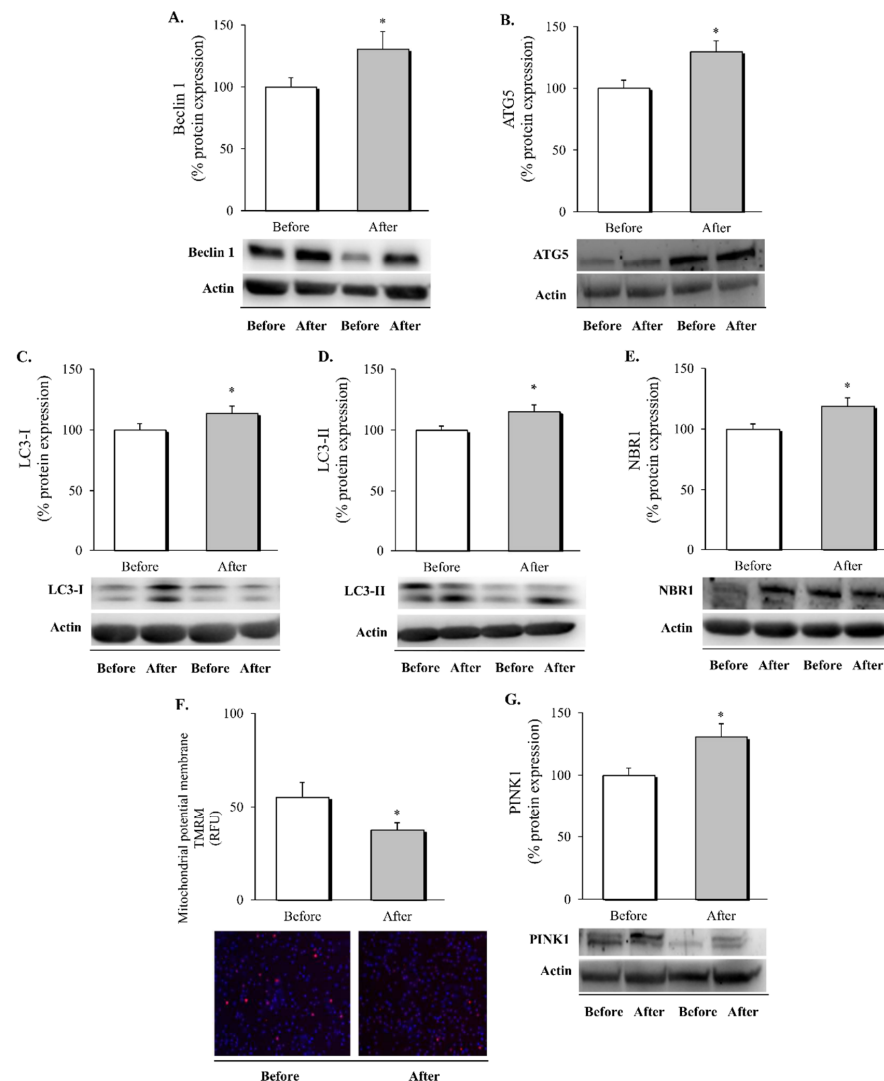 A.
150
100
50
0
Beclin 1
(% protein expression)
*
Before After
Beclin 1
Actin
Before After Before After
B.
150
100
50
0
ATG5
(% protein expression)
*
Before After
ATG5
Actin
Before After Before After
C.
150
100
50
0
LC3-I
(% protein expression)
*
Before After
LC3-I
Actin
Before After Before After
D.
150
100
50
0
LC3-II
(% protein expression)
*
Before After
LC3-II
Actin
Before After Before After
E.
150
100
50
0
NBR1
(% protein expression)
*
Before After
NBR1
Actin
Before After Before After
F.
100
50
0
Mitochondrial potential membrane
TMRM
(RFU)
*
Before After
Before After
G.
150
100
50
0
PINK1
(% protein expression)
*
Before After
PINK1
Actin
Before After Before After